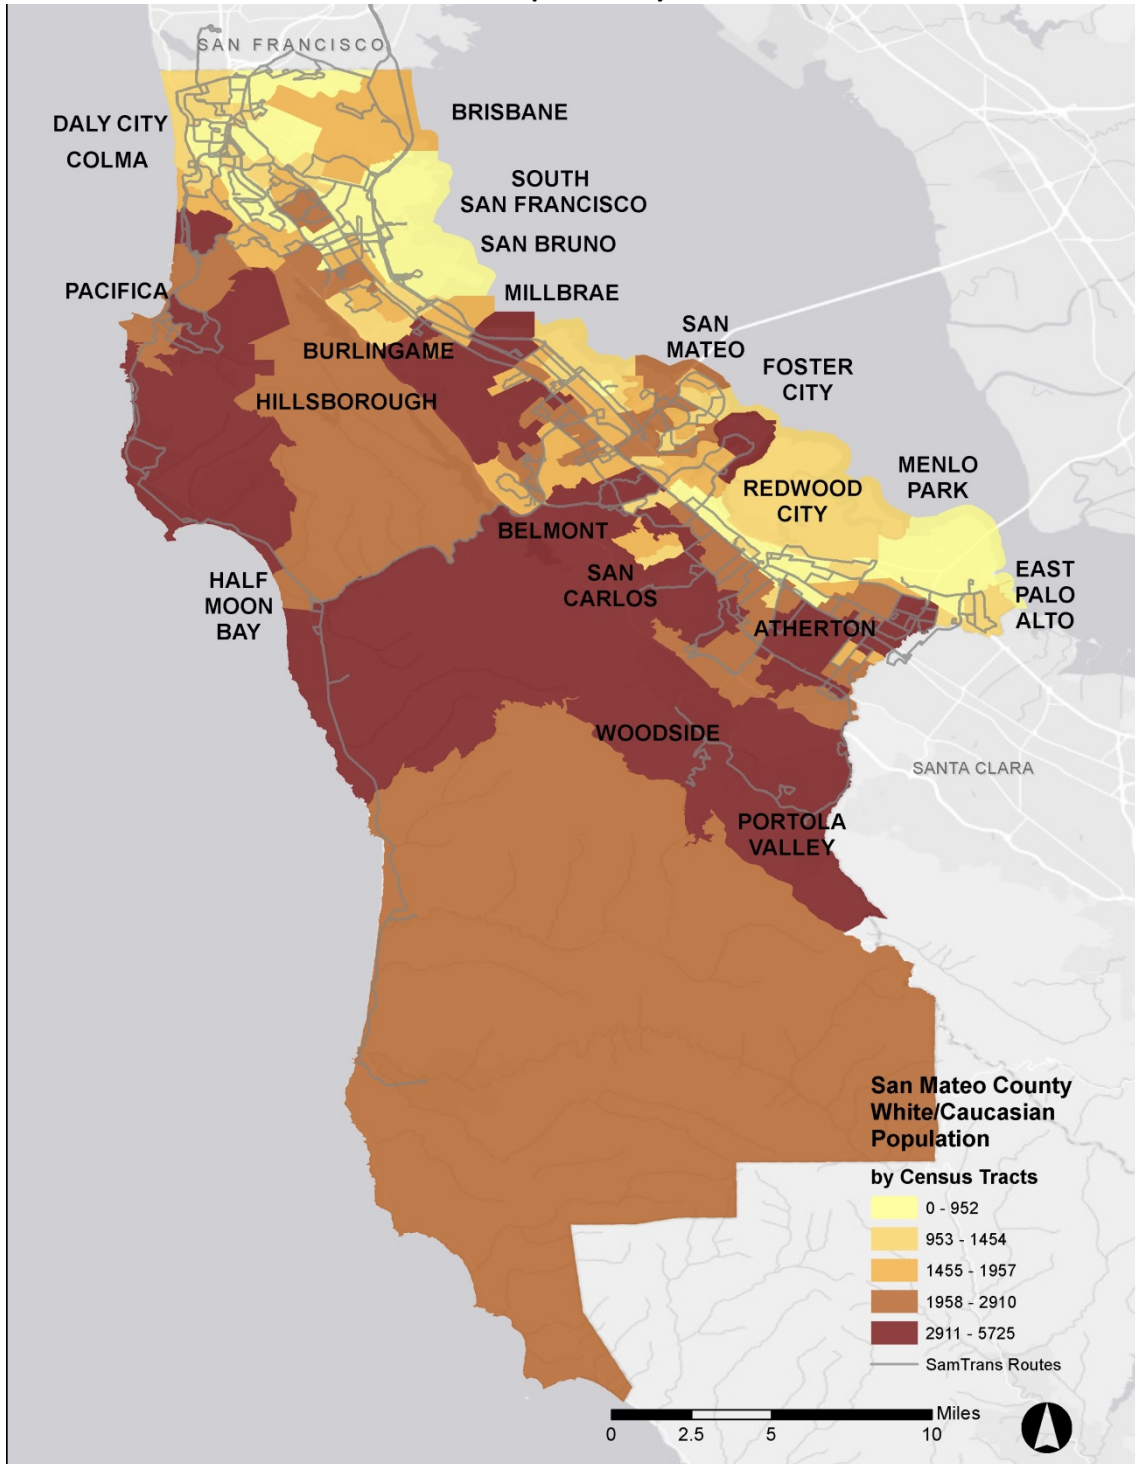 SAN FRANCISCO
DALY CITY
COLMA
BRISBANE
SOUTH
SAN FRANCISCO
SAN BRUNO
PACIFICA
MILLBRAE
SAN
MATEO
BURLINGAME
FOSTER
CITY
HILLSBOROUGH
MENLO
PARK
REDWOOD
CITY
BELMONT
EAST
PALO
ALTO
HALF
MOON
BAY
SAN
CARLOS
ATHERTON
WOODSIDE
SANTA CLARA
PORTOLA
VALLEY
San Mateo County
White/Caucasian
Population
by Census Tracts
0 - 952
953 - 1454
1455 - 1957
1958 - 2910
2911 - 5725
SamTrans Routes
Miles
0 2.5 5 10